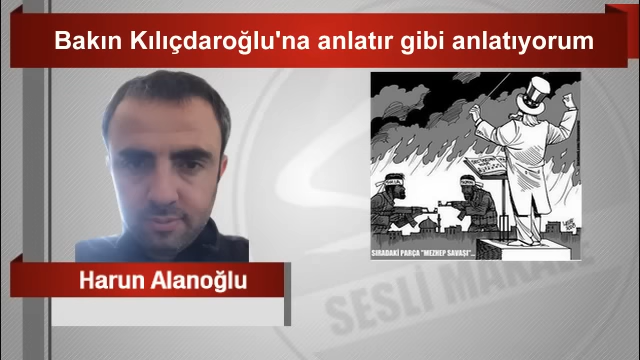 Bakın Kılıçdaroğlu'na anlatır gibi anlatıyorum
SIRADAKİ PARÇA "MEZHEP SAVAŞI"...
Harun Alanoğlu
SESLİ MAKALE